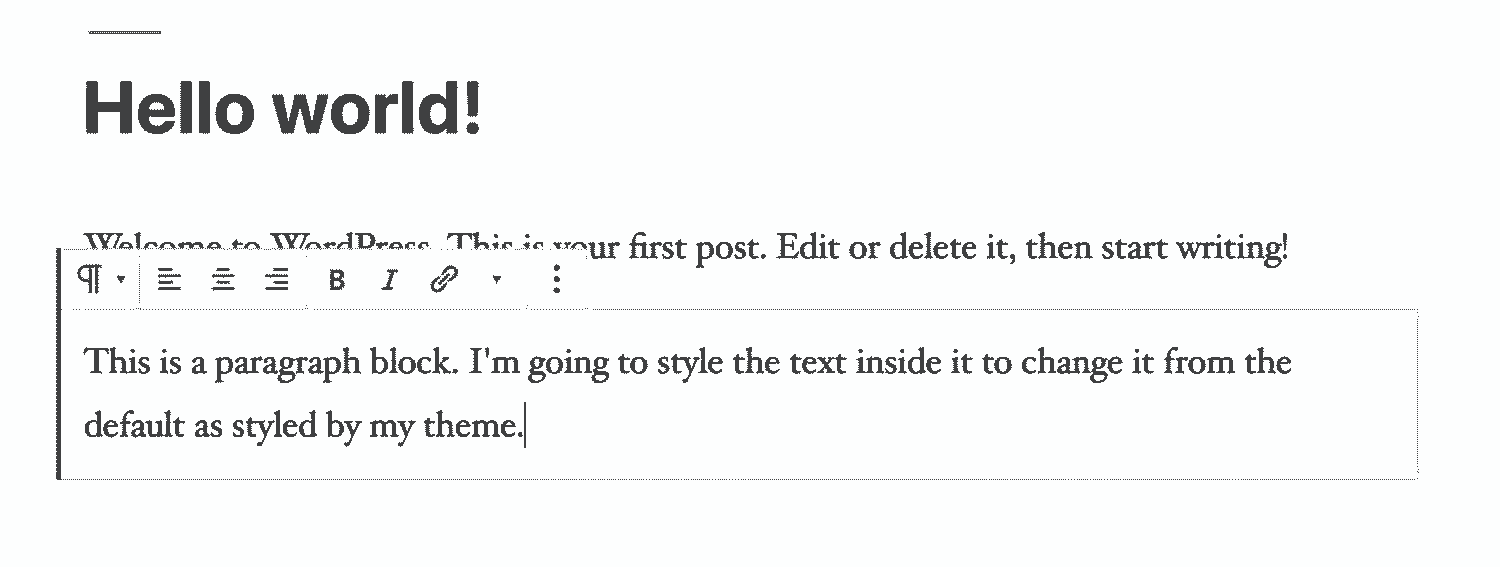 Hello world!
Welcome to WordPress. This is your first post. Edit or delete it, then start writing!
B I
This is a paragraph block. I'm going to style the text inside it to change it from the
default as styled by my theme.